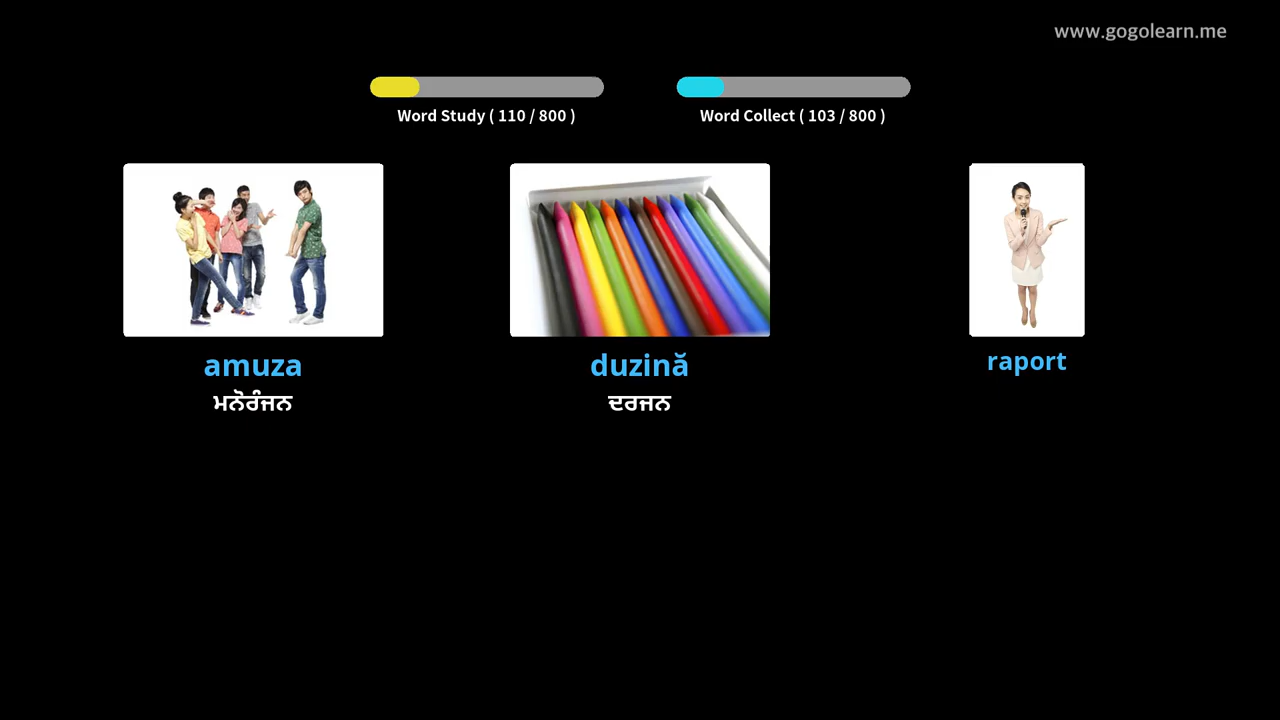 www.gogolearn.me
Word Study ( 110 / 800 )
Word Collect ( 103 / 800 )
amuza
ਮਨੋਰੰਜਨ
duzină
ਦਰਜਨ
raport